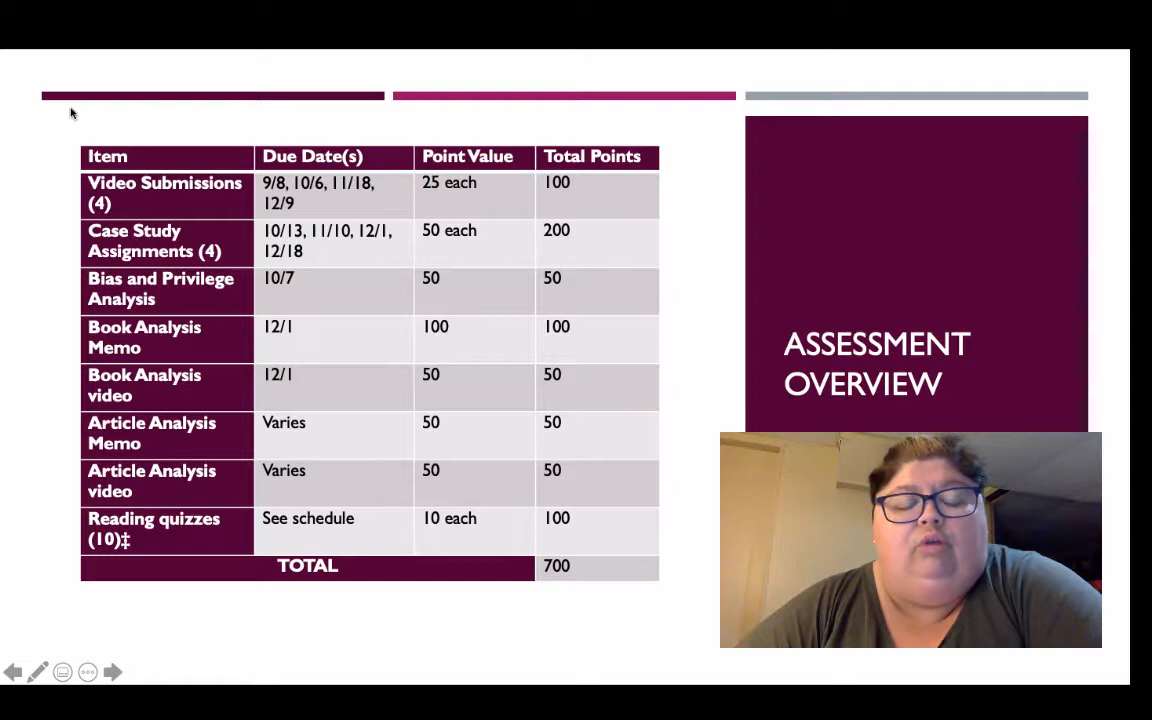 Item Due Date(s) Point Value Total Points
Video Submissions 9/8, 10/6, 11/18, 25 each 100
(4) 12/9
Case Study 10/13, 11/10, 12/1, 50 each 200
Assignments (4) 12/18
Bias and Privilege 10/7 50 50
Analysis
Book Analysis 12/1 100 100
Memo
Book Analysis 12/1 50 50
video
Article Analysis Varies 50 50
Memo
Article Analysis Varies 50 50
video
Reading quizzes See schedule 10 each 100
(10)‡
TOTAL 700
ASSESSMENT
OVERVIEW